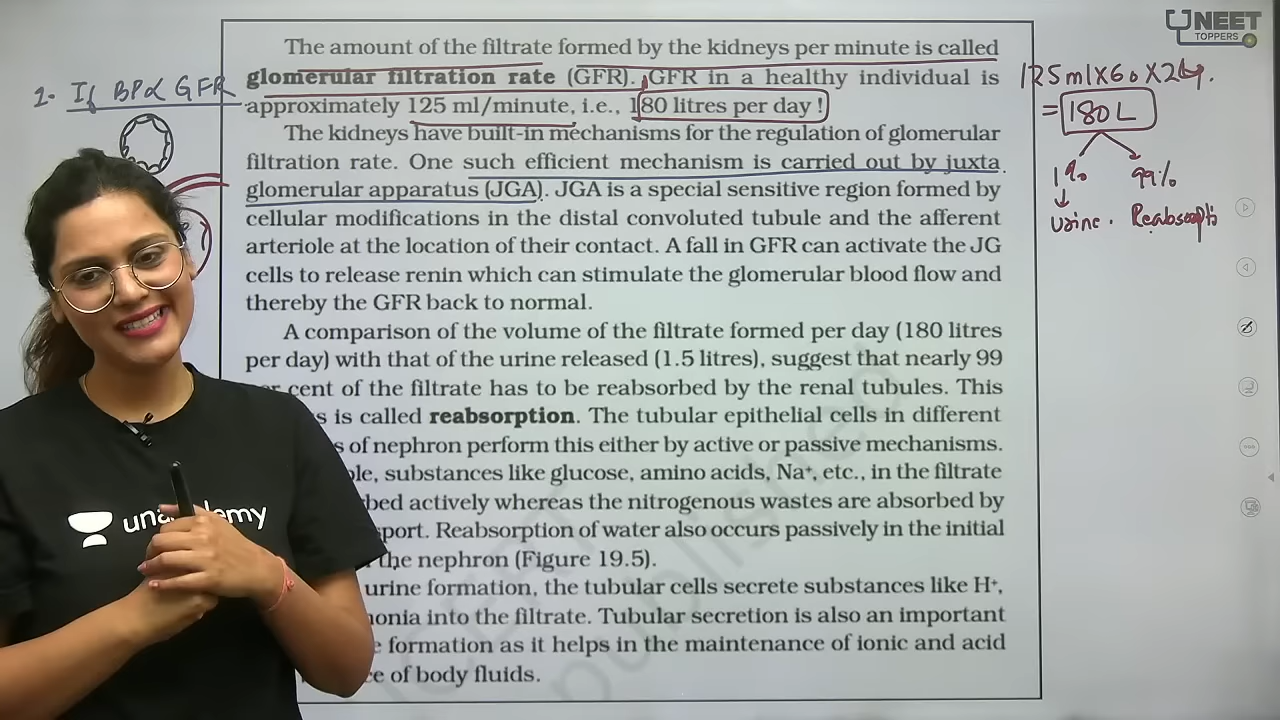 NEET
TOPPERS
The amount of the filtrate formed by the kidneys per minute is called
glomerular filtration rate (GFR). GFR in a healthy individual is
approximately 125 ml/minute, i.e., 180 litres per day !
The kidneys have built-in mechanisms for the regulation of glomerular
filtration rate. One such efficient mechanism is carried out by juxta
glomerular apparatus (JGA). JGA is a special sensitive region formed by
cellular modifications in the distal convoluted tubule and the afferent
arteriole at the location of their contact. A fall in GFR can activate the JG
cells to release renin which can stimulate the glomerular blood flow and
thereby the GFR back to normal.
A comparison of the volume of the filtrate formed per day (180 litres
per day) with that of the urine released (1.5 litres), suggest that nearly 99
cent of the filtrate has to be reabsorbed by the renal tubules. This
is called reabsorption. The tubular epithelial cells in different
of nephron perform this either by active or passive mechanisms.
substances like glucose, amino acids, Na⁺, etc., in the filtrate
actively whereas the nitrogenous wastes are absorbed by
Reabsorption of water also occurs passively in the initial
the nephron (Figure 19.5).
urine formation, the tubular cells secrete substances like H⁺,
into the filtrate. Tubular secretion is also an important
formation as it helps in the maintenance of ionic and acid
of body fluids.
If BP∝ GFR
= 180L
1% 99%
urine.
unacademy